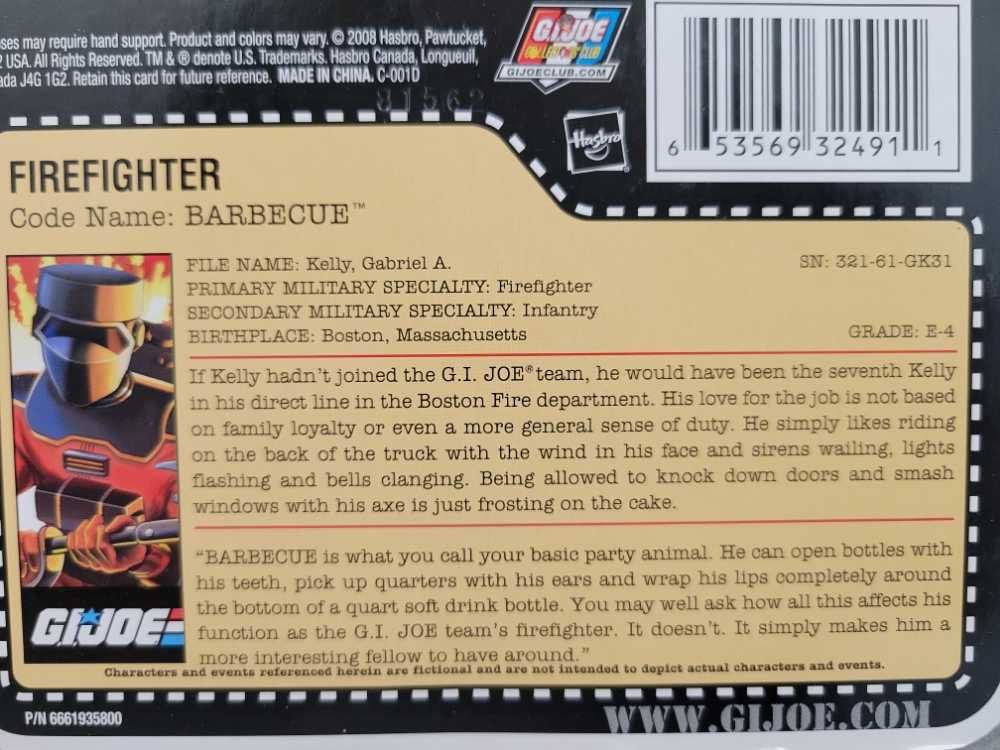 ses may require hand support. Product and colors may vary. © 2008 Hasbro, Pawtucket,
USA. All Rights Reserved. TM & ® denote U.S. Trademarks. Hasbro Canada, Longueuil,
ada J4G 1G2. Retain this card for future reference. MADE IN CHINA. C-001D
81562
GIJOE
COLLECTORS CLUB
GIJOECLUB.COM
Hasbro
6 53569 32491 1
FIREFIGHTER
Code Name: BARBECUE™
FILE NAME: Kelly, Gabriel A.
SN: 321-61-GK31
PRIMARY MILITARY SPECIALTY: Firefighter
SECONDARY MILITARY SPECIALTY: Infantry
BIRTHPLACE: Boston, Massachusetts
GRADE: E-4
If Kelly hadn't joined the G.I. JOE® team, he would have been the seventh Kelly
in his direct line in the Boston Fire department. His love for the job is not based
on family loyalty or even a more general sense of duty. He simply likes riding
on the back of the truck with the wind in his face and sirens wailing, lights
flashing and bells clanging. Being allowed to knock down doors and smash
windows with his axe is just frosting on the cake.
"BARBECUE is what you call your basic party animal. He can open bottles with
his teeth, pick up quarters with his ears and wrap his lips completely around
the bottom of a quart soft drink bottle. You may well ask how all this affects his
function as the G.I. JOE team's firefighter. It doesn't. It simply makes him a
more interesting fellow to have around."
GIJOE
Characters and events referenced herein are fictional and are not intended to depict actual characters and events.
P/N 6661935800
WWW.GIJOE.COM